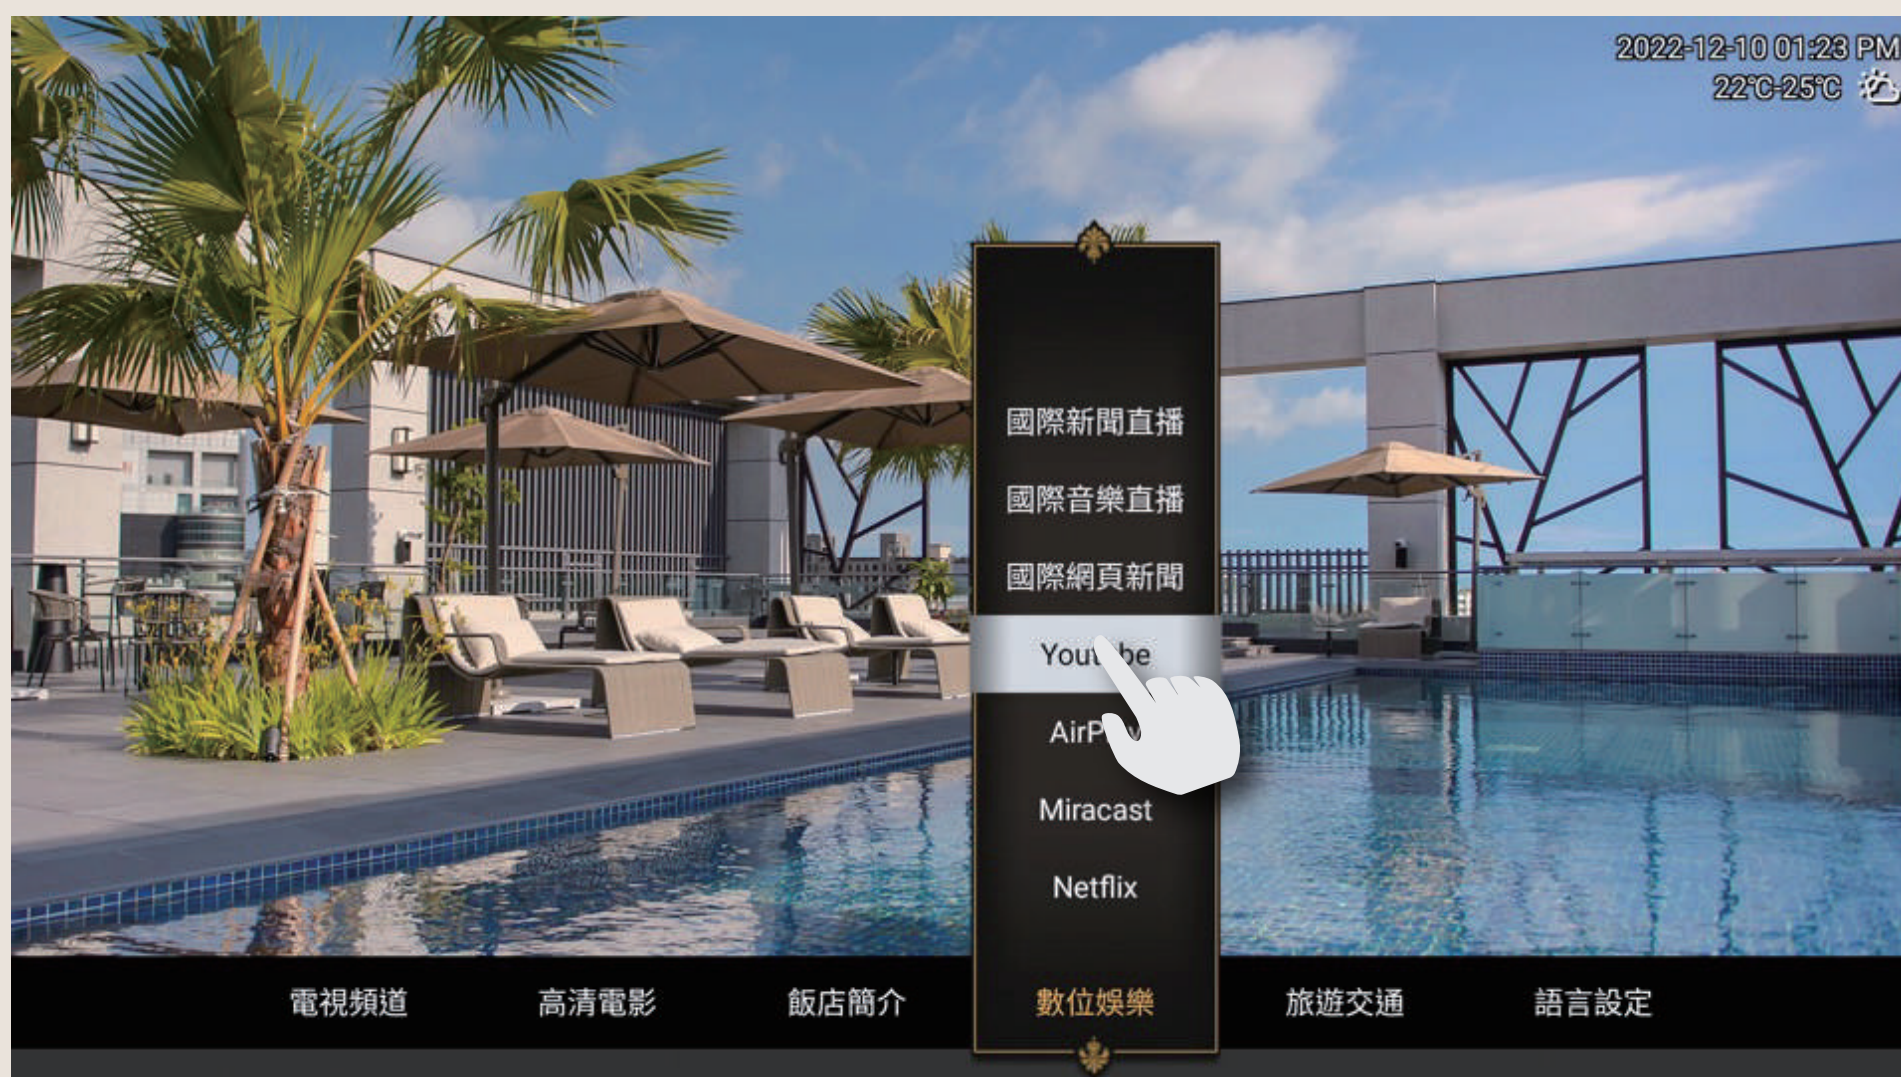 2022-12-10 01:23 PM
22°C-25°C
國際新聞直播
國際音樂直播
國際網頁新聞
Youtube
AirPlay
Miracast
Netflix
電視頻道
高清電影
飯店簡介
數位娛樂
旅遊交通
語言設定